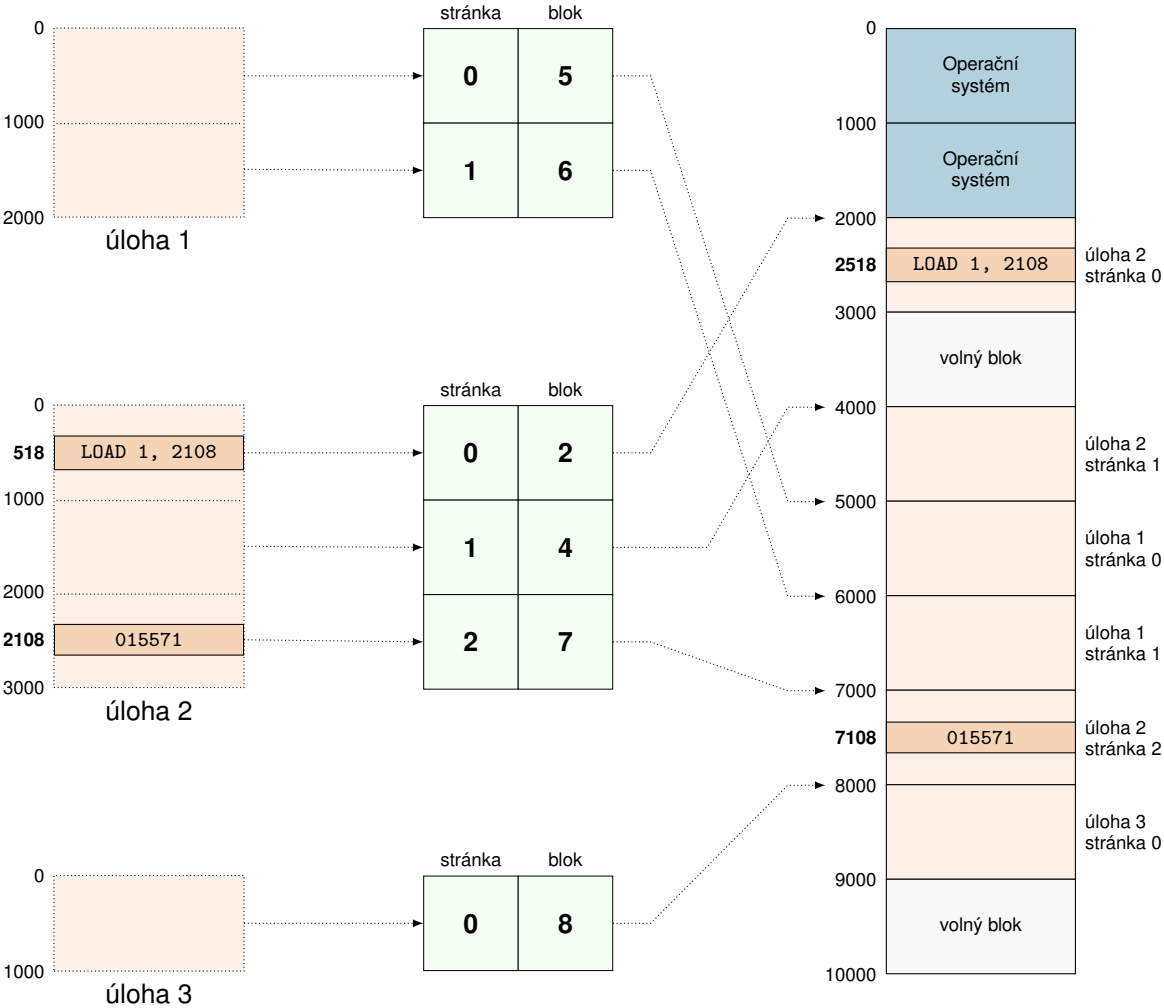 stránka blok
0
0 5
1000
1 6
2000
úloha 1
stránka blok
0
518 LOAD 1, 2108
0 2
1000
1 4
2000
2108 015571
2 7
3000
úloha 2
stránka blok
0
0 8
1000
úloha 3
0
Operační
systém
1000
Operační
systém
2000
2518 LOAD 1, 2108
úloha 2
stránka 0
3000
volný blok
4000
úloha 2
stránka 1
5000
úloha 1
stránka 0
6000
úloha 1
stránka 1
7000
7108 015571
úloha 2
stránka 2
8000
úloha 3
stránka 0
9000
volný blok
10000